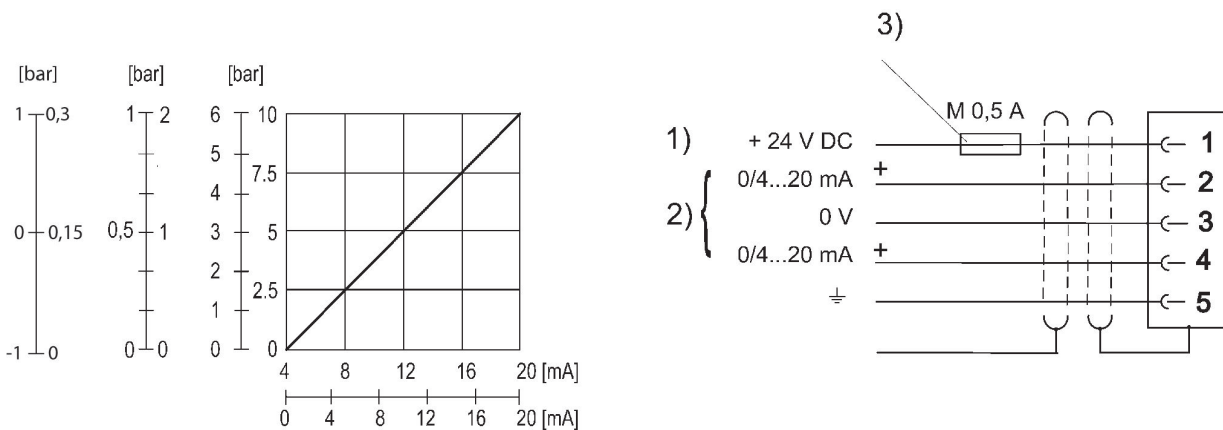 [bar] [bar] [bar]
1 0,3 1 2 6 10
5
4 7.5
0 0,15 0,5 1 3 5
2
1 2.5
-1 0 0 0 0 0
4 8 12 16 20 [mA]
0 4 8 12 16 20 [mA]
3)
M 0,5 A
1) + 24 V DC 1
2) 0/4...20 mA + 2
0 V 3
0/4...20 mA + 4
5